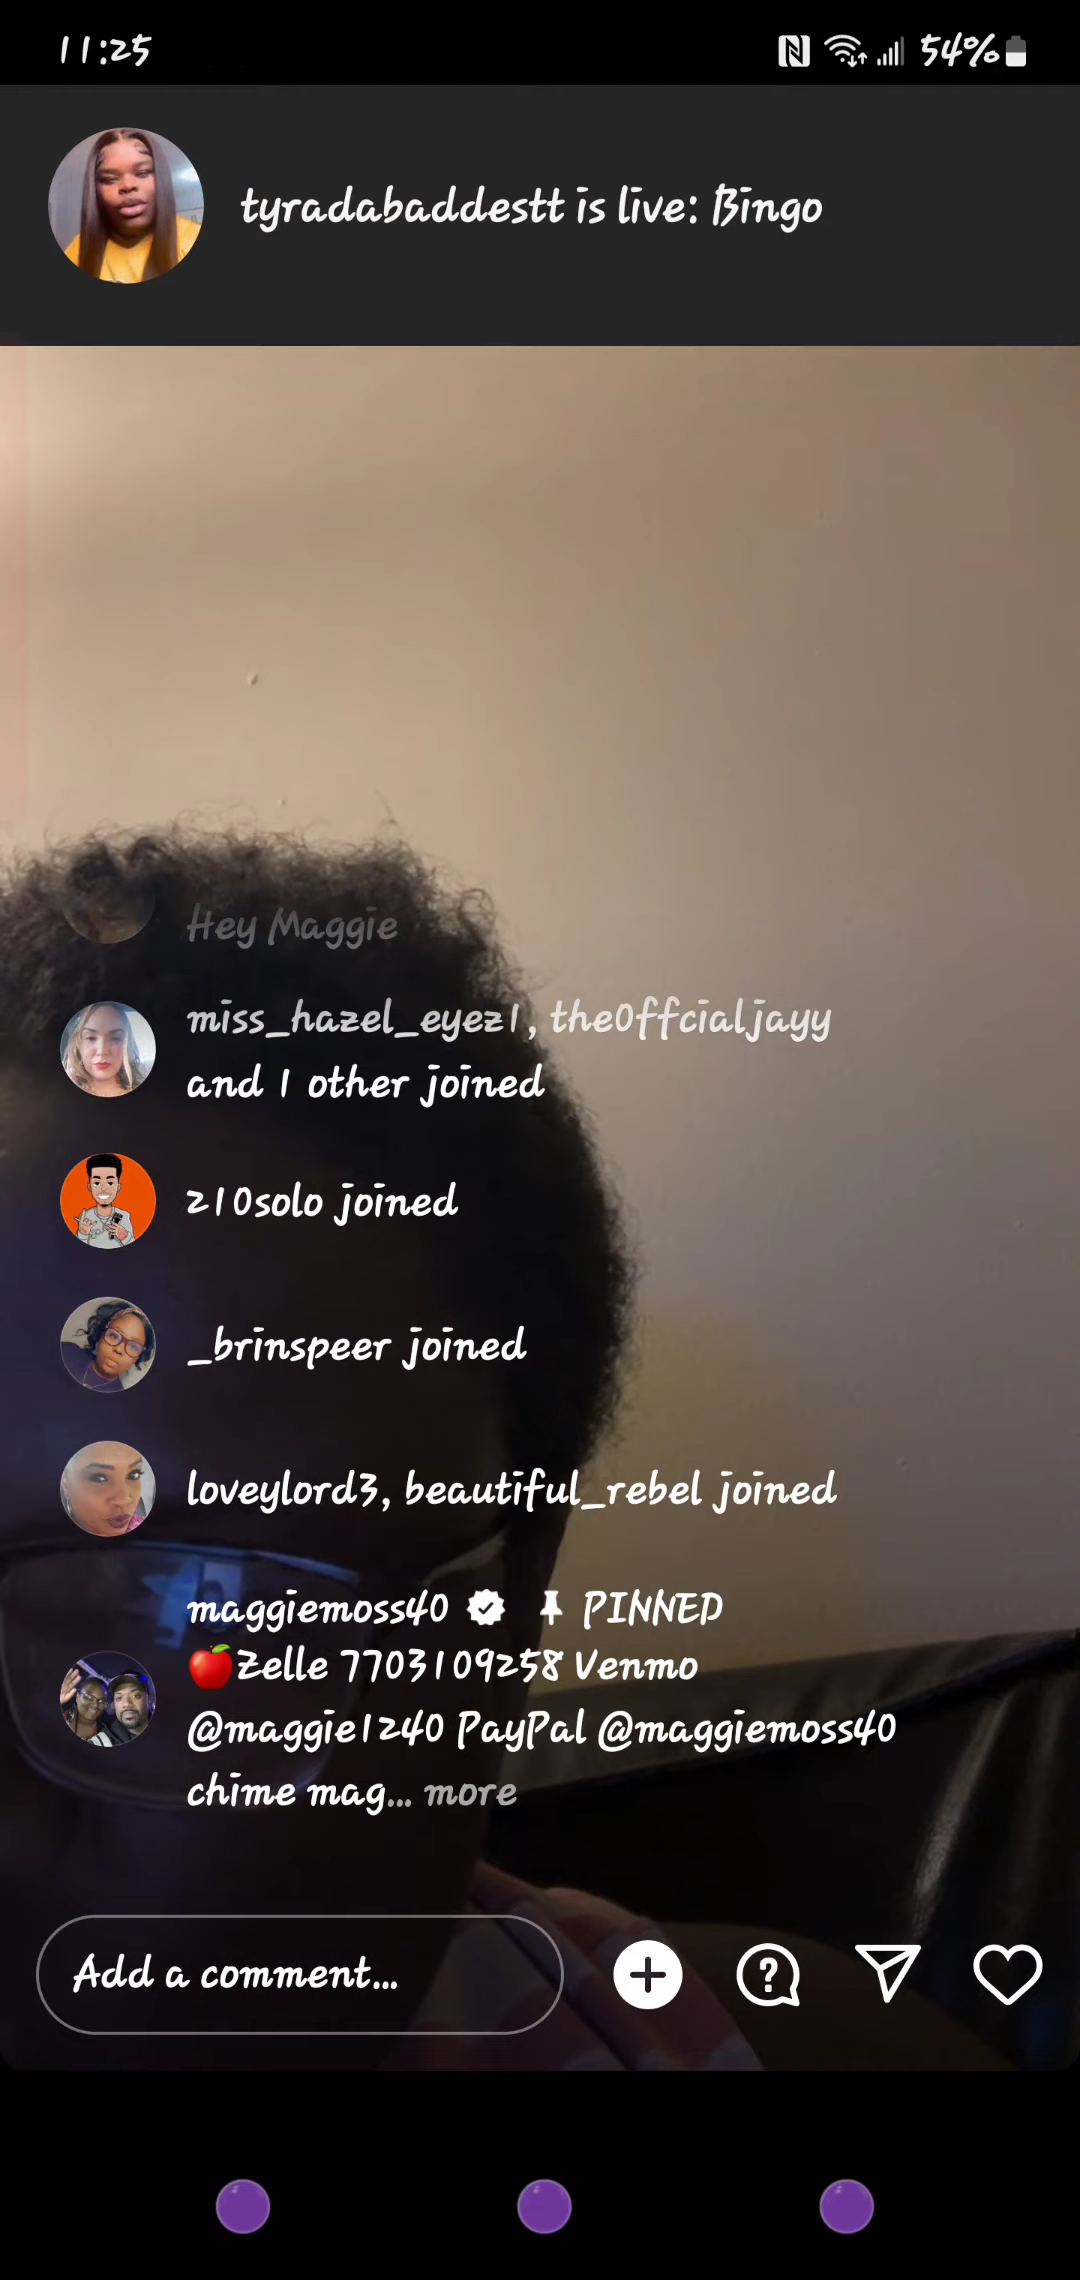 11:25
54%
tyradabaddestt is live: Bingo
Hey Maggie
miss_hazel_eyez1, the0ffcialjayy
and 1 other joined
210solo joined
_brinspeer joined
loveylord3, beautiful_rebel joined
maggiemoss40 PINNED
🍎Zelle 7703109258 Venmo
@maggie1240 PayPal @maggiemoss40
chime mag... more
Add a comment...